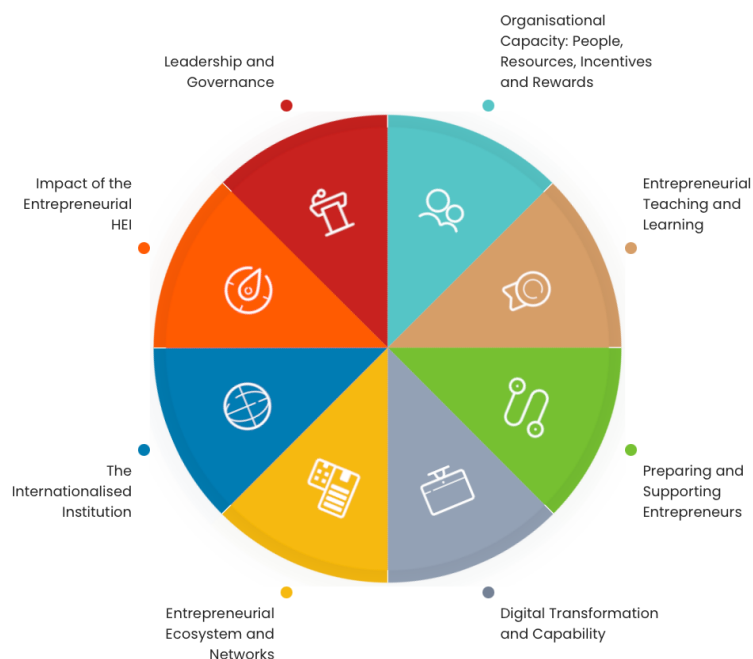 Organisational
Capacity: People,
Resources, Incentives
and Rewards
Leadership and
Governance
Impact of the
Entrepreneurial
HEI
Entrepreneurial
Teaching and
Learning
The
Internationalised
Institution
Preparing and
Supporting
Entrepreneurs
Entrepreneurial
Ecosystem and
Networks
Digital Transformation
and Capability